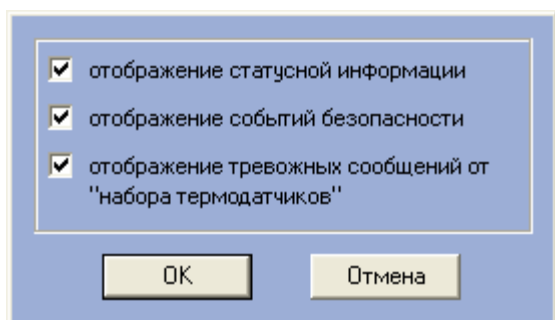 отображение статусной информации
отображение событий безопасности
отображение тревожных сообщений от
"набора термодатчиков"
OK
Отмена